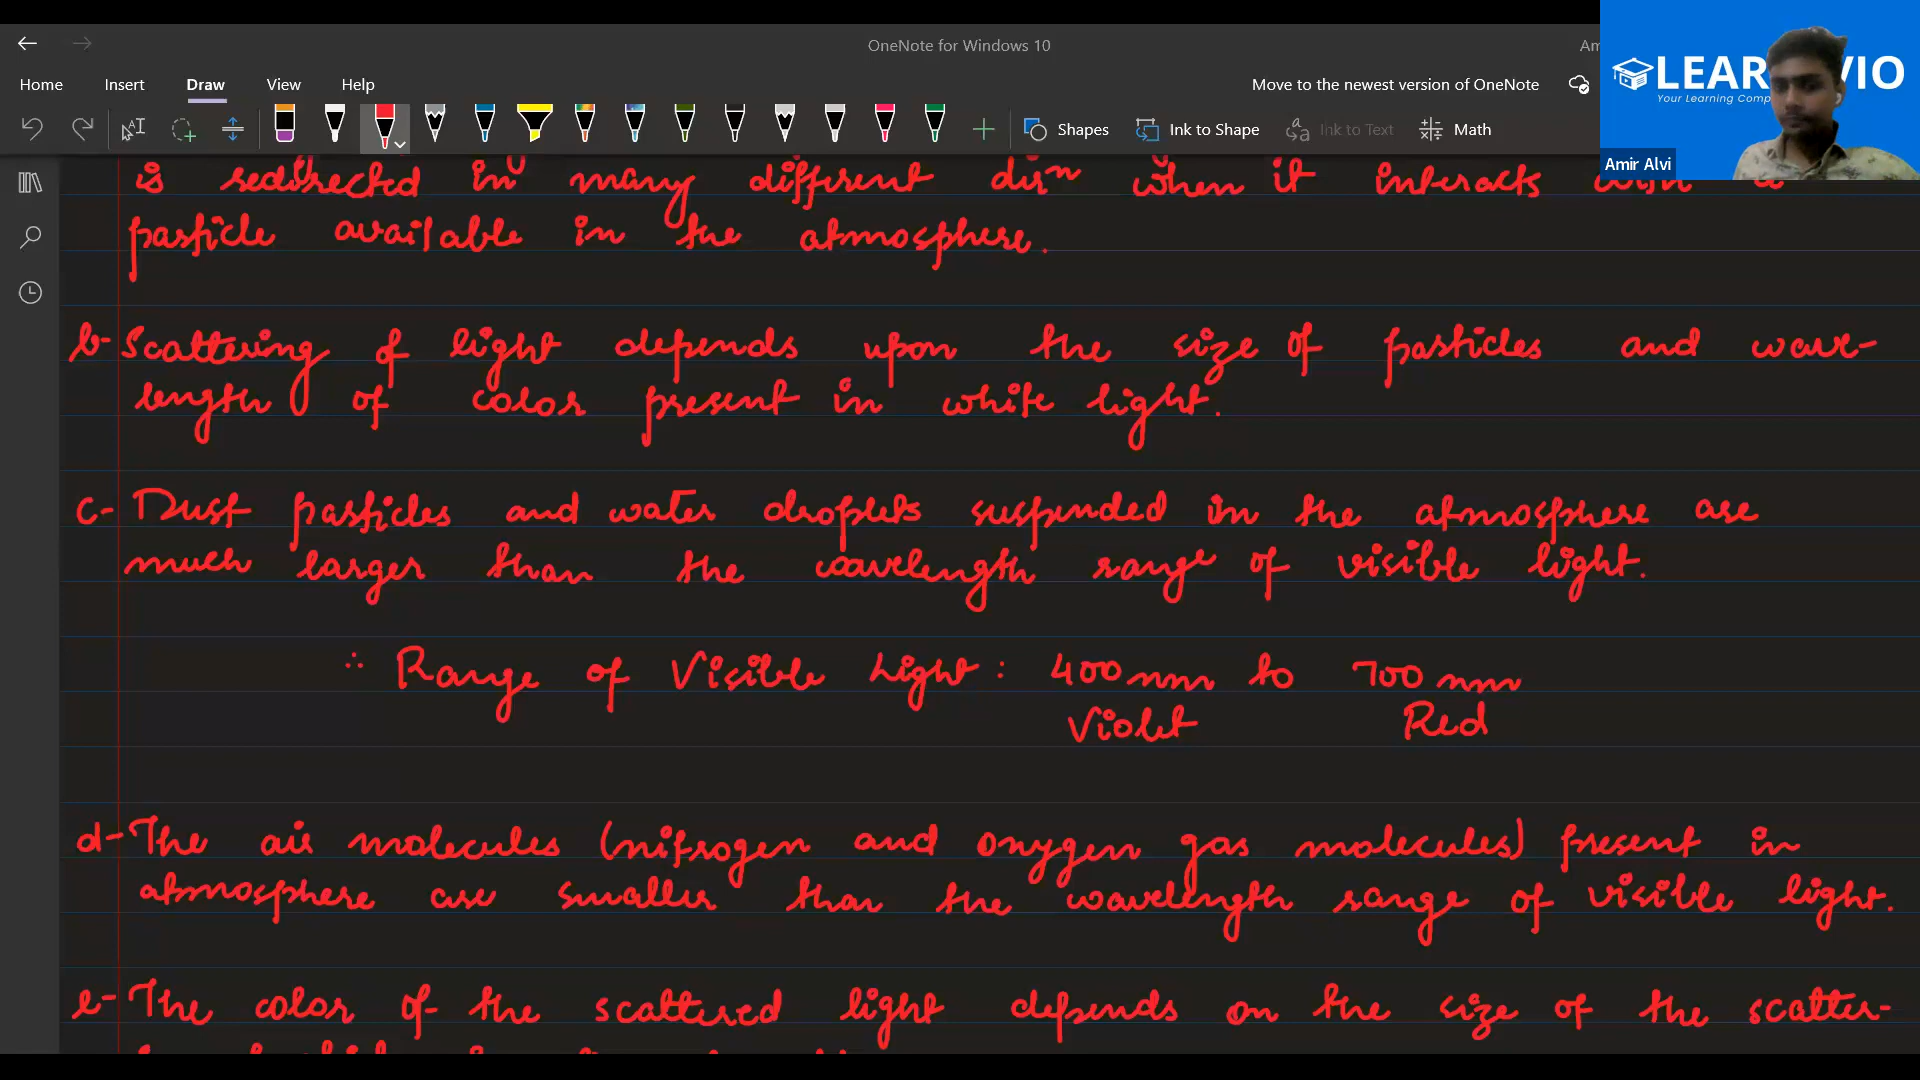 OneNote for Windows 10
Home Insert Draw View Help
Move to the newest version of OneNote
Shapes Ink to Shape Ink to Text Math
Your Learning Comp
Amir Alvi
is redirected in many different dirn when it interacts with a
particle available in the atmosphere.
b- Scattering of light depends upon the size of particles and wave-
length of color present in white light.
c- Dust particles and water droplets suspended in the atmosphere are
much larger than the wavelength range of visible light.
∴ Range of Visible Light : 400 nm to 700 nm
Violet Red
d- The air molecules (nitrogen and oxygen gas molecules) present in
atmosphere are smaller than the wavelength range of visible light.
e- The color of the scattered light depends on the size of the scatter-